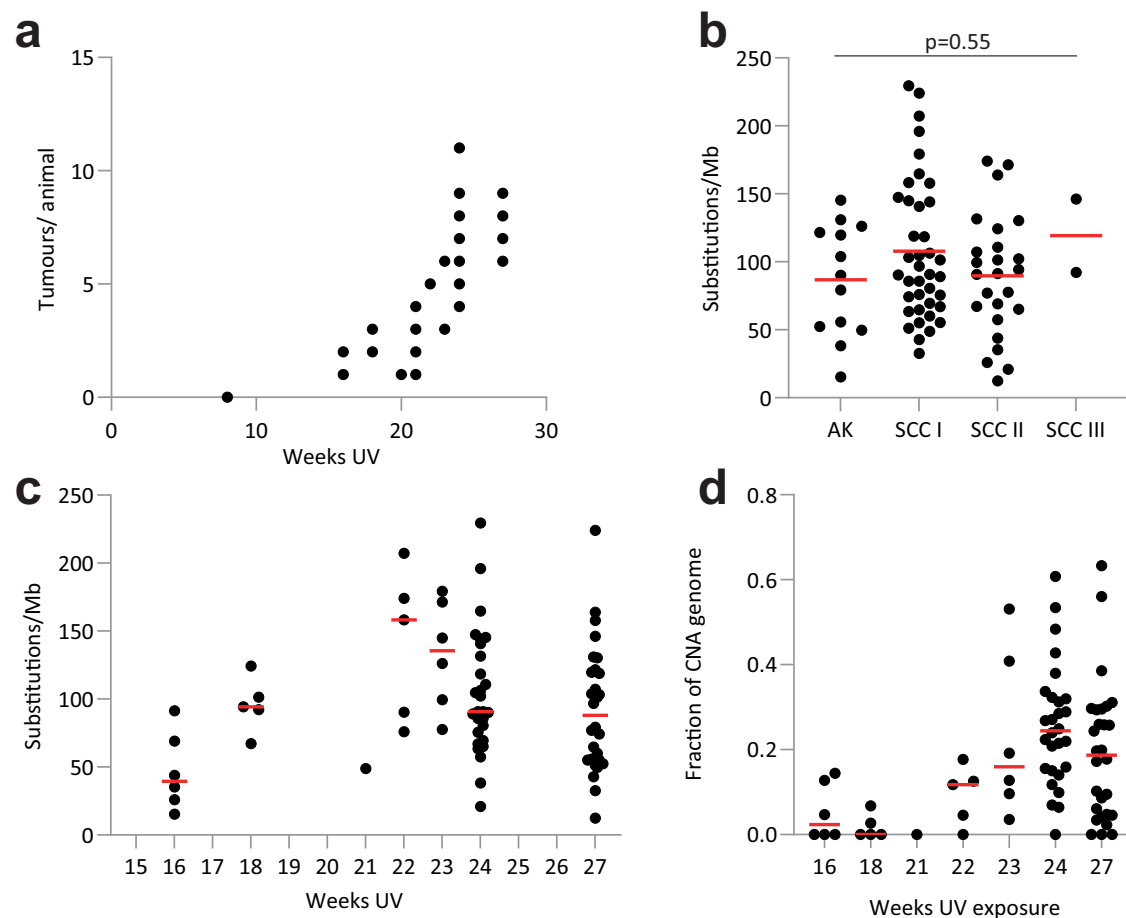 a
15
10
5
0
Tumours/ animal
0 10 20 30
Weeks UV
b
p=0.55
250
200
150
100
50
0
Substitutions/Mb
AK SCC I SCC II SCC III
c
250
200
150
100
50
0
Substitutions/Mb
15 16 17 18 19 20 21 22 23 24 25 26 27
Weeks UV
d
0.8
0.6
0.4
0.2
0.0
Fraction of CNA genome
16 18 21 22 23 24 27
Weeks UV exposure